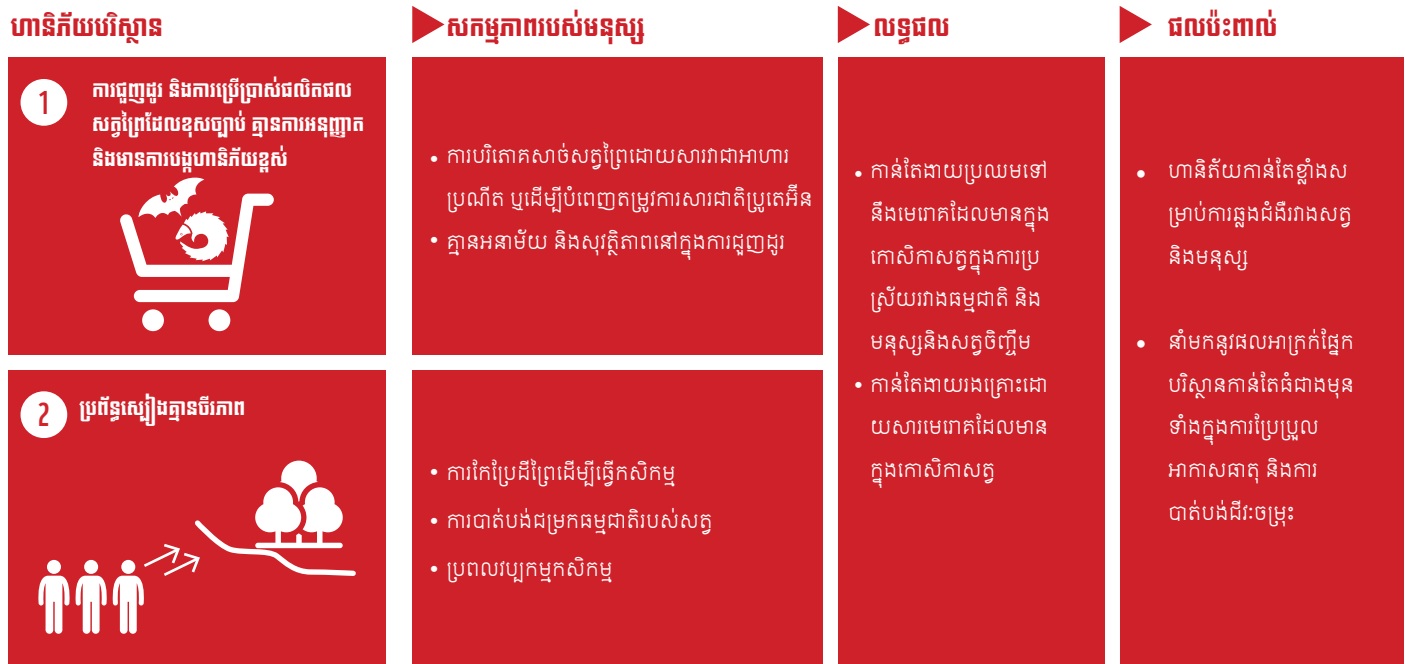 ហានិភ័យបរិស្ថាន
សកម្មភាពរបស់មនុស្ស
លទ្ធផល
ផលប៉ះពាល់
1
ការជួញដូរ និងការប្រើប្រាស់ផលិតផល
សត្វព្រៃដែលខុសច្បាប់ គ្មានការអនុញ្ញាត
និងមានការបង្កហានិភ័យខ្ពស់
• ការបរិភោគសាច់សត្វព្រៃដោយសារវាជាអាហារ
ប្រណីត ឬដើម្បីបំពេញតម្រូវការសារជាតិប្រូតេអ៊ីន
• គ្មានអនាម័យ និងសុវត្ថិភាពនៅក្នុងការជួញដូរ
2
ប្រព័ន្ធស្បៀងគ្មានចីរភាព
• ការកែប្រែដីព្រៃដើម្បីធ្វើកសិកម្ម
• ការបាត់បង់ជម្រកធម្មជាតិរបស់សត្វ
• ប្រពលវប្បកម្មកសិកម្ម
• កាន់តែងាយប្រឈមទៅ
នឹងមេរោគដែលមានក្នុង
កោសិកាសត្វក្នុងការប្រ
ស្រ័យរវាងធម្មជាតិ និង
មនុស្សនិងសត្វចិញ្ចឹម
• កាន់តែងាយរងគ្រោះដោ
យសារមេរោគដែលមាន
ក្នុងកោសិកាសត្វ
• ហានិភ័យកាន់តែខ្លាំងស
ម្រាប់ការឆ្លងជំងឺរវាងសត្វ
និងមនុស្ស
• នាំមកនូវផលអាក្រក់ផ្នែក
បរិស្ថានកាន់តែធំជាងមុន
ទាំងក្នុងការប្រែប្រួល
អាកាសធាតុ និងការ
បាត់បង់ជីវៈចម្រុះ